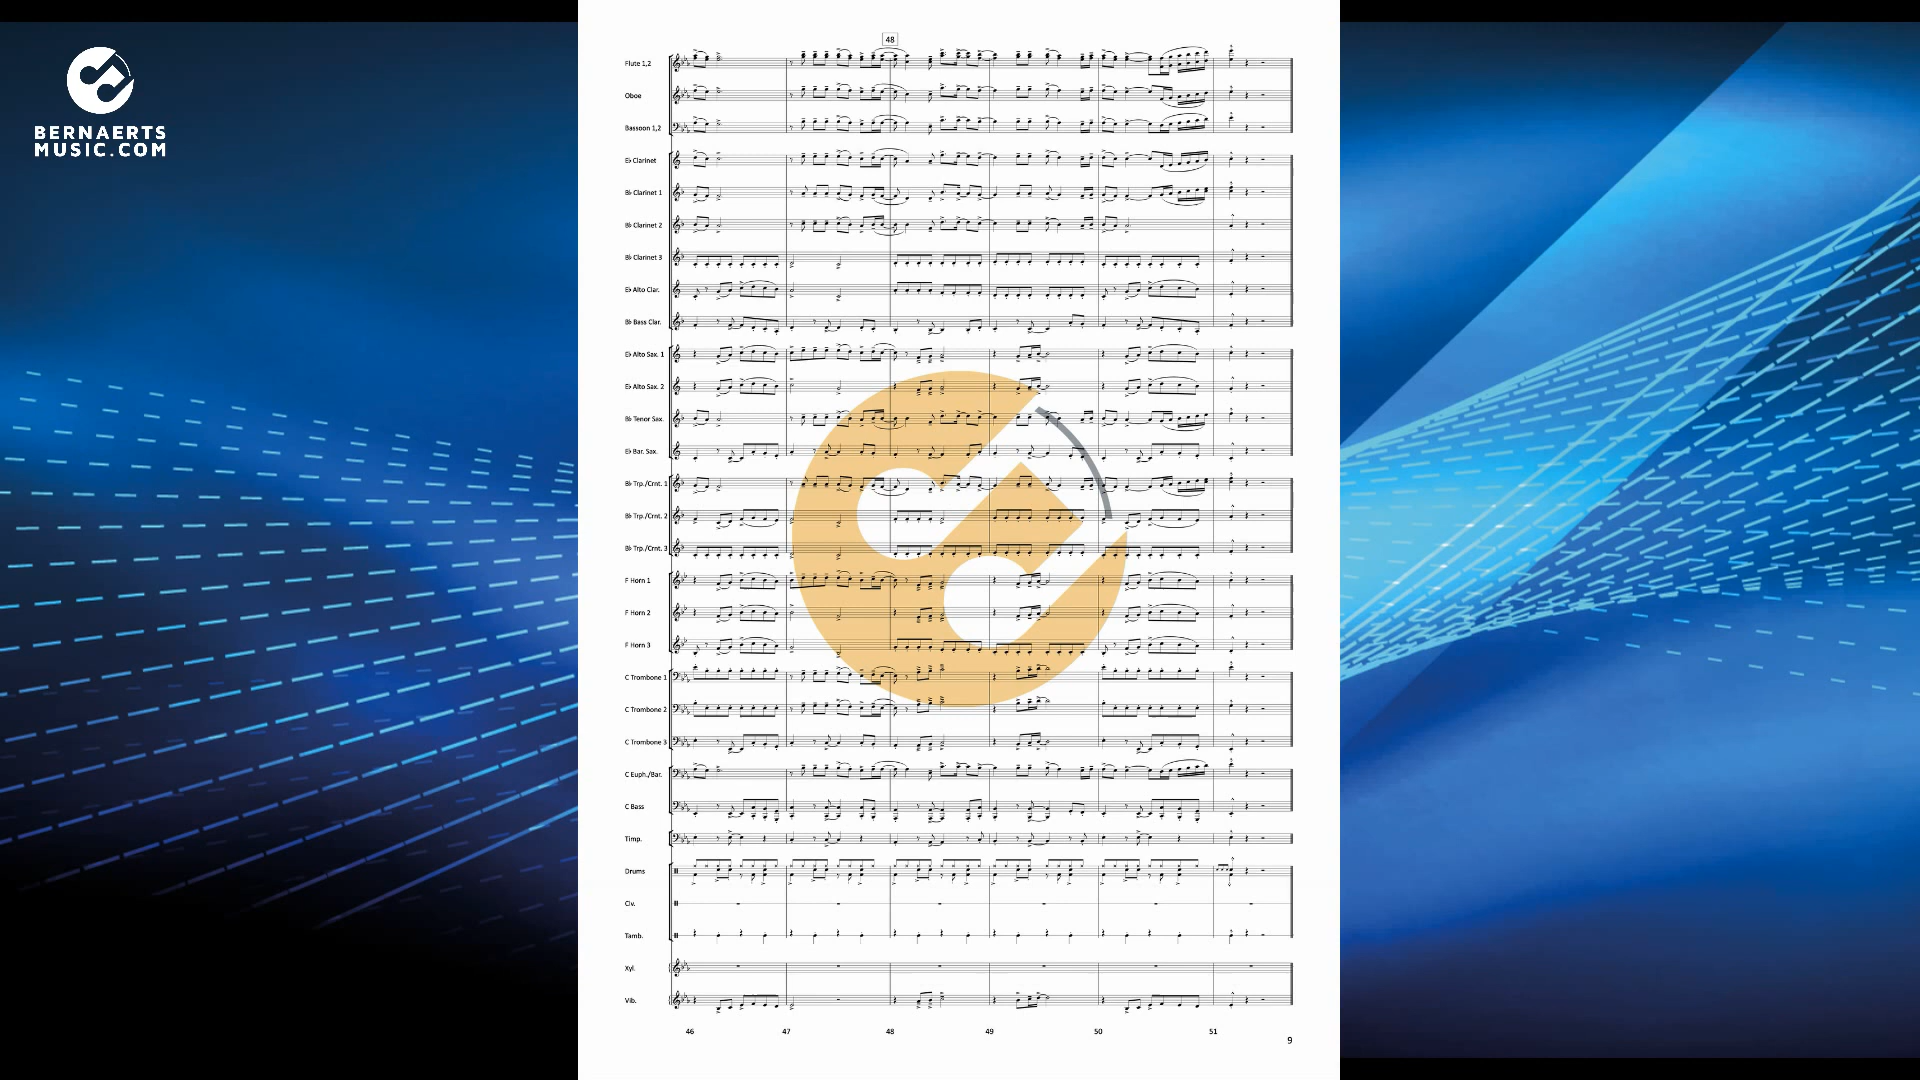 BERNAERTS
MUSIC.COM
48
Flute 1,2
Oboe
Bassoon 1,2
E♭ Clarinet
B♭ Clarinet 1
B♭ Clarinet 2
B♭ Clarinet 3
E♭ Alto Clar.
B♭ Bass Clar.
E♭ Alto Sax. 1
E♭ Alto Sax. 2
B♭ Tenor Sax.
E♭ Bar. Sax.
B♭ Trp./Crnt. 1
B♭ Trp./Crnt. 2
B♭ Trp./Crnt. 3
F Horn 1
F Horn 2
F Horn 3
C Trombone 1
C Trombone 2
C Trombone 3
C Euph./Bar.
C Bass
Timp.
Drums
Clv.
Tamb.
Xyl.
Vib.
46 47 48 49 50 51
9